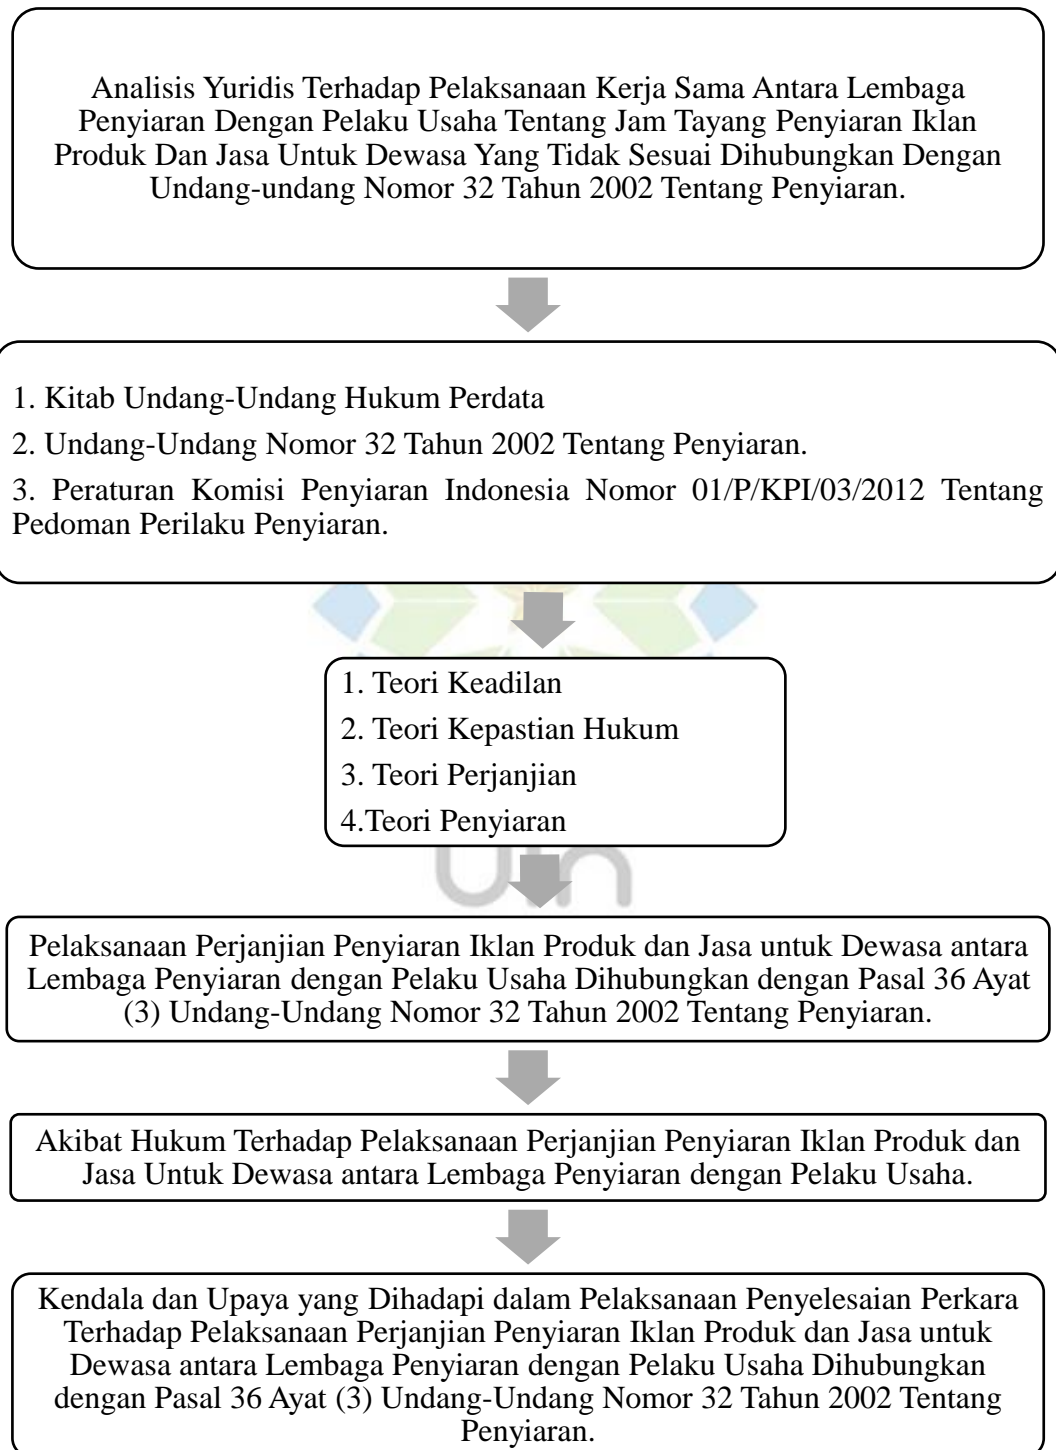 Analisis Yuridis Terhadap Pelaksanaan Kerja Sama Antara Lembaga
Penyiaran Dengan Pelaku Usaha Tentang Jam Tayang Penyiaran Iklan
Produk Dan Jasa Untuk Dewasa Yang Tidak Sesuai Dihubungkan Dengan
Undang-undang Nomor 32 Tahun 2002 Tentang Penyiaran.
1. Kitab Undang-Undang Hukum Perdata
2. Undang-Undang Nomor 32 Tahun 2002 Tentang Penyiaran.
3. Peraturan Komisi Penyiaran Indonesia Nomor 01/P/KPI/03/2012 Tentang
Pedoman Perilaku Penyiaran.
1. Teori Keadilan
2. Teori Kepastian Hukum
3. Teori Perjanjian
4.Teori Penyiaran
uin
Pelaksanaan Perjanjian Penyiaran Iklan Produk dan Jasa untuk Dewasa antara
Lembaga Penyiaran dengan Pelaku Usaha Dihubungkan dengan Pasal 36 Ayat
(3) Undang-Undang Nomor 32 Tahun 2002 Tentang Penyiaran.
Akibat Hukum Terhadap Pelaksanaan Perjanjian Penyiaran Iklan Produk dan
Jasa Untuk Dewasa antara Lembaga Penyiaran dengan Pelaku Usaha.
Kendala dan Upaya yang Dihadapi dalam Pelaksanaan Penyelesaian Perkara
Terhadap Pelaksanaan Perjanjian Penyiaran Iklan Produk dan Jasa untuk
Dewasa antara Lembaga Penyiaran dengan Pelaku Usaha Dihubungkan
dengan Pasal 36 Ayat (3) Undang-Undang Nomor 32 Tahun 2002 Tentang
Penyiaran.